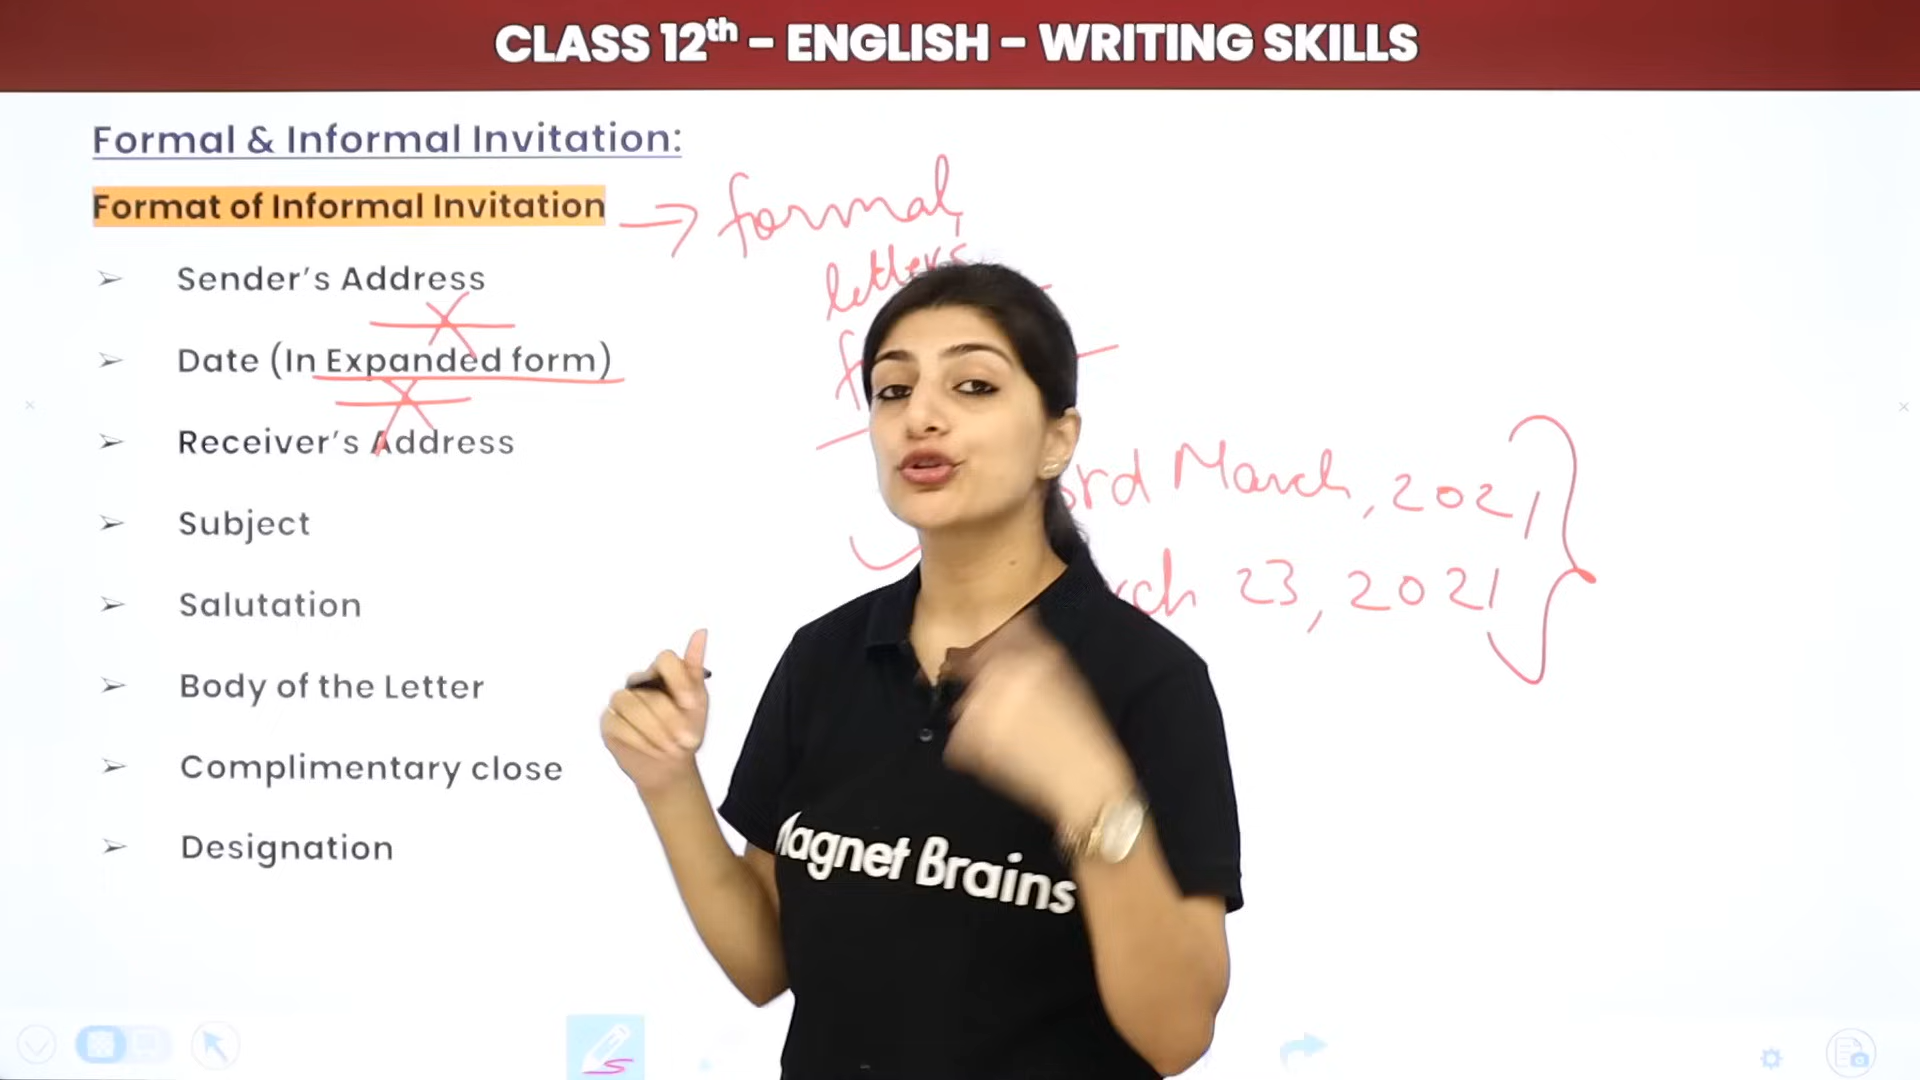 CLASS 12th - ENGLISH - WRITING SKILLS
Formal & Informal Invitation:
Format of Informal Invitation
formal
letters
➢ Sender's Address
➢ Date (In Expanded form)
➢ Receiver's Address
rd March, 2021
➢ Subject
ch 23, 2021
➢ Salutation
➢ Body of the Letter
➢ Complimentary close
➢ Designation
Magnet Brains